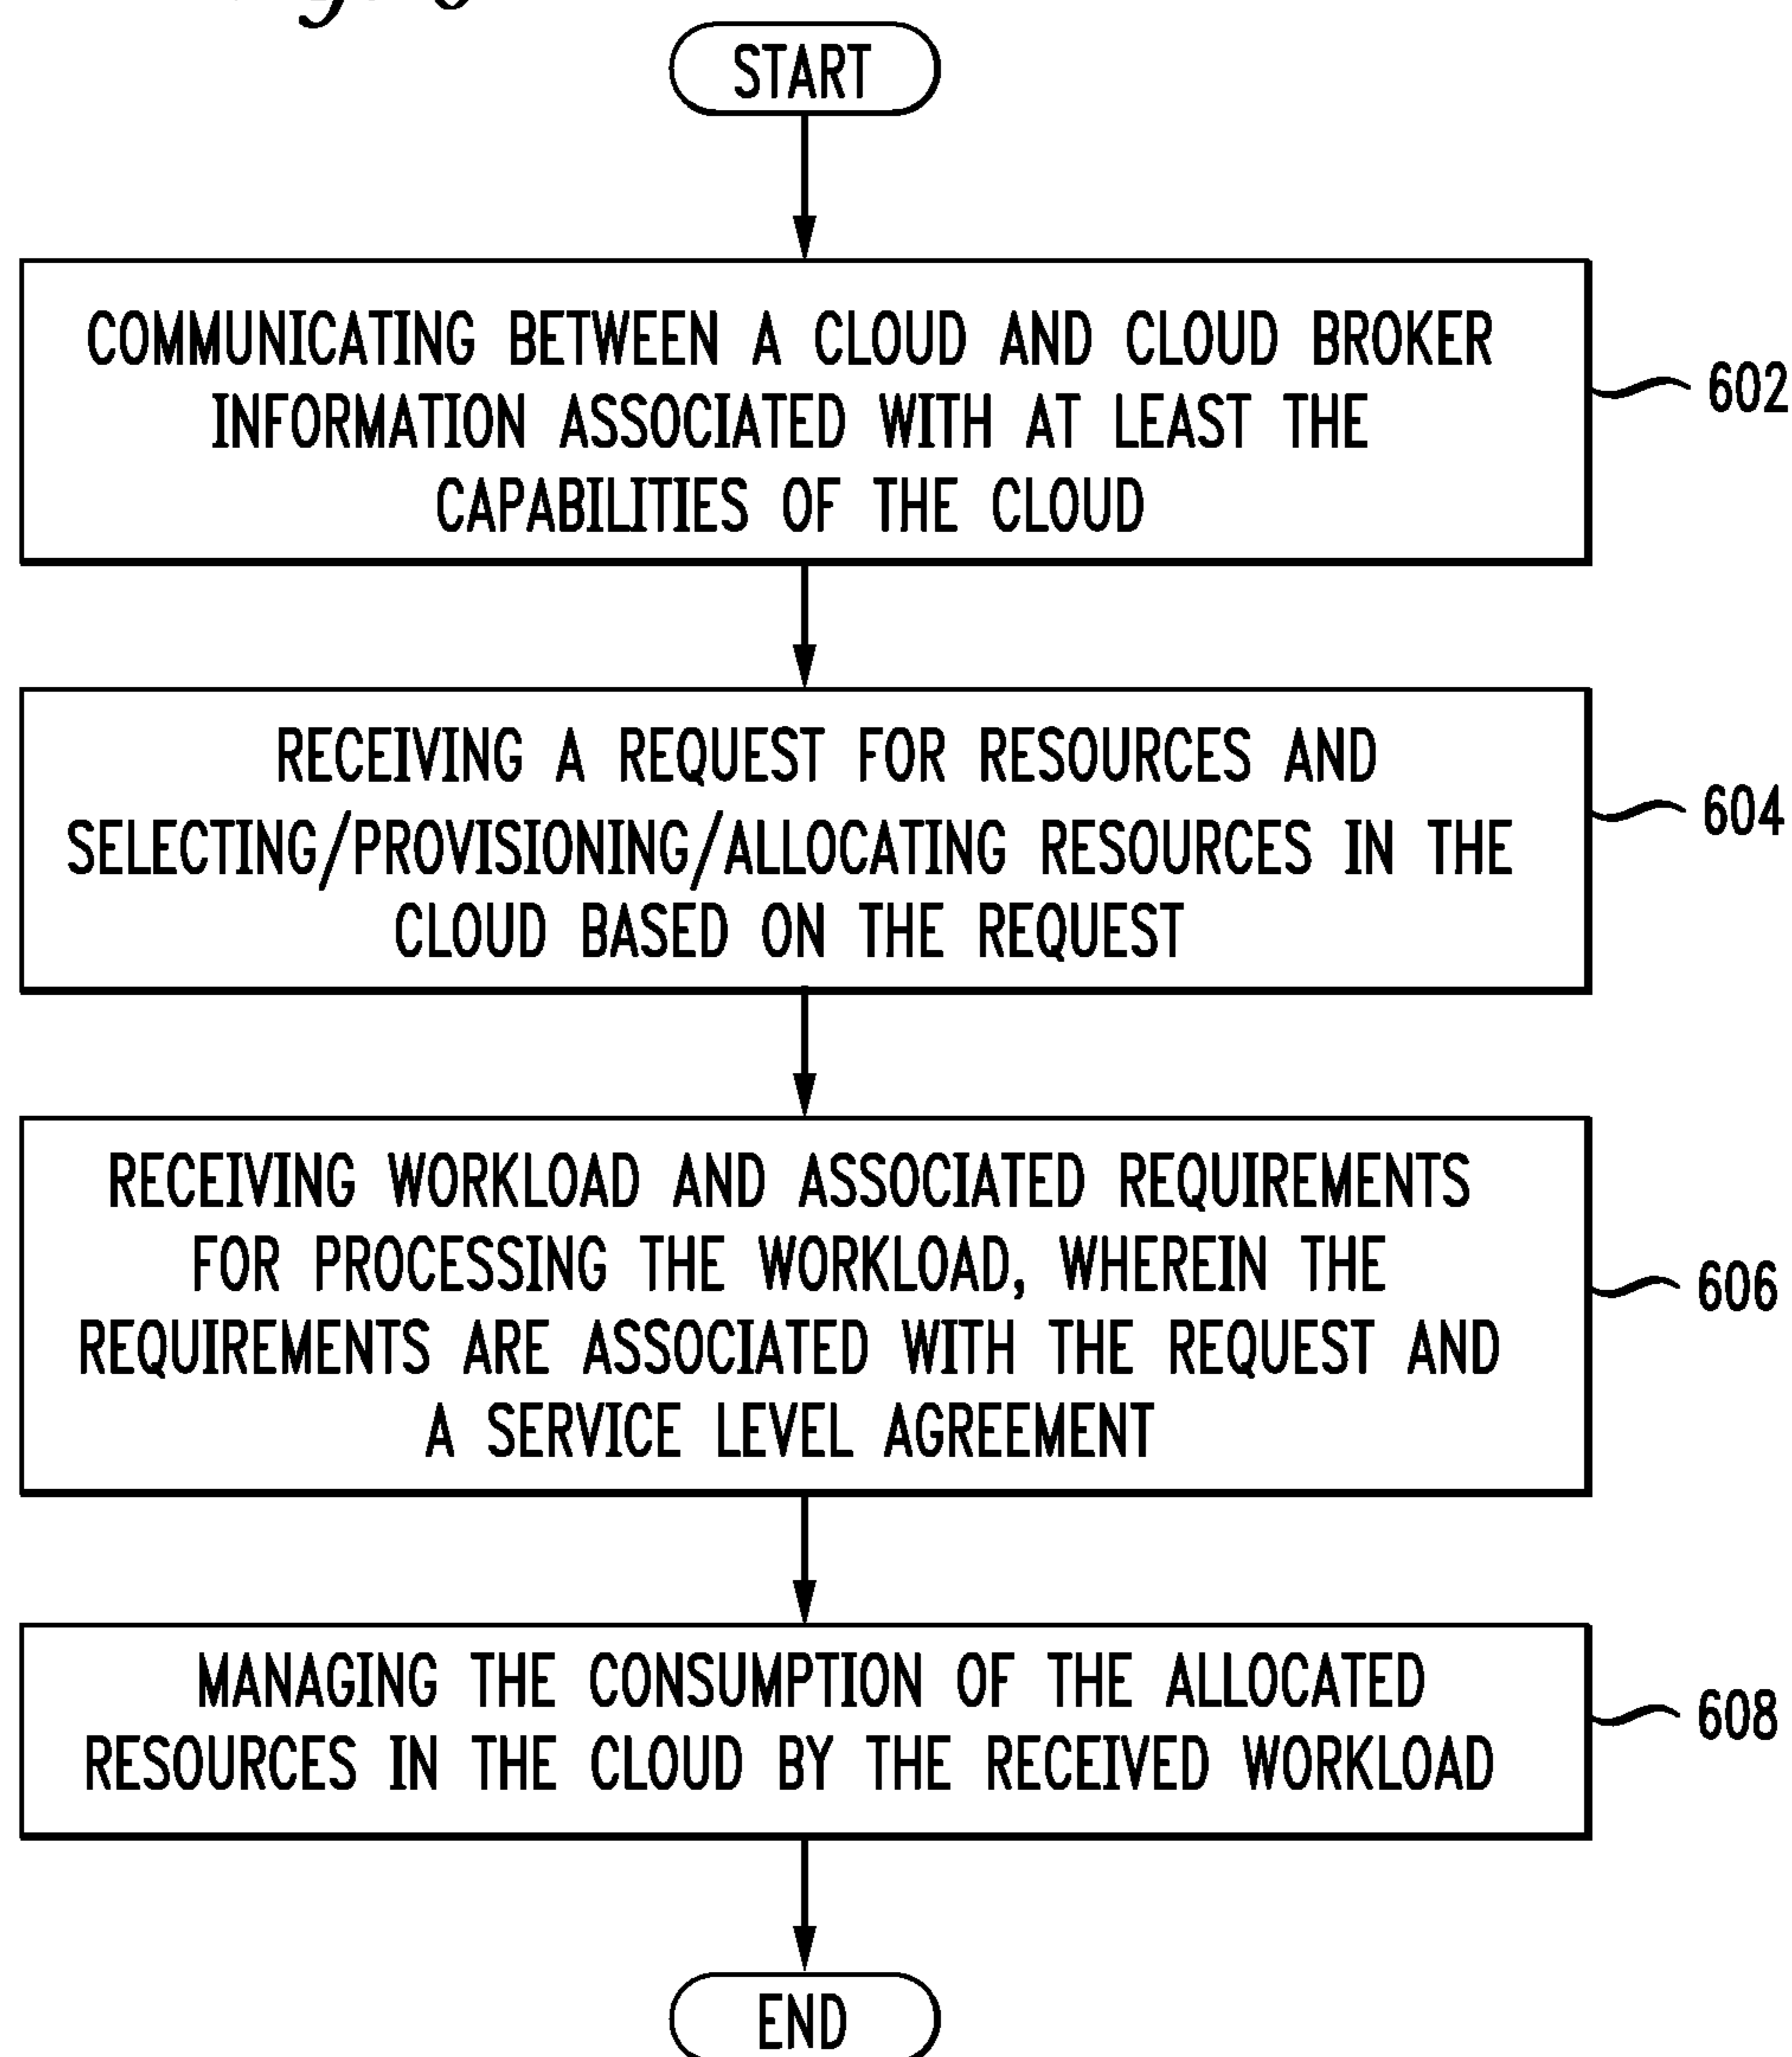 START
COMMUNICATING BETWEEN A CLOUD AND CLOUD BROKER
INFORMATION ASSOCIATED WITH AT LEAST THE
CAPABILITIES OF THE CLOUD
602
RECEIVING A REQUEST FOR RESOURCES AND
SELECTING/PROVISIONING/ALLOCATING RESOURCES IN THE
CLOUD BASED ON THE REQUEST
604
RECEIVING WORKLOAD AND ASSOCIATED REQUIREMENTS
FOR PROCESSING THE WORKLOAD, WHEREIN THE
REQUIREMENTS ARE ASSOCIATED WITH THE REQUEST AND
A SERVICE LEVEL AGREEMENT
606
MANAGING THE CONSUMPTION OF THE ALLOCATED
RESOURCES IN THE CLOUD BY THE RECEIVED WORKLOAD
608
END